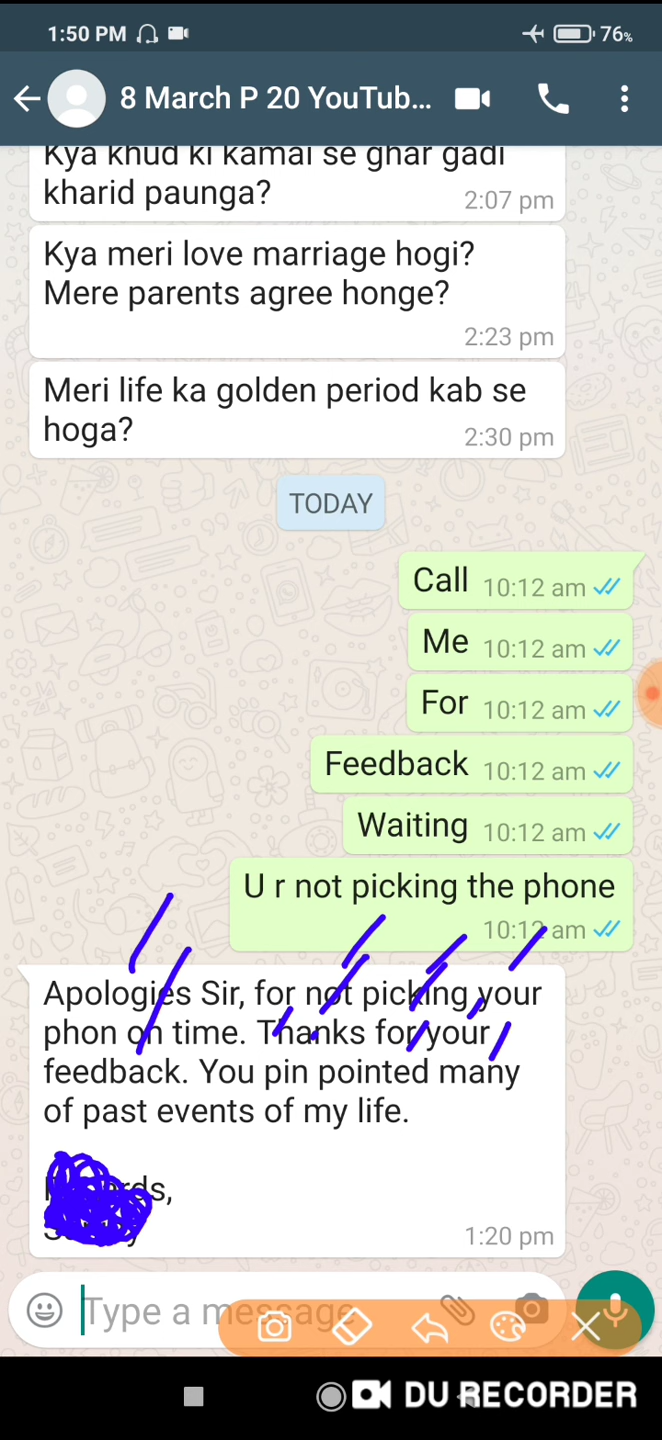 1:50 PM 76%
8 March P 20 YouTub...
Kya khud ki kamai se ghar gadi
kharid paunga? 2:07 pm
Kya meri love marriage hogi?
Mere parents agree honge?
2:23 pm
Meri life ka golden period kab se
hoga? 2:30 pm
TODAY
Call 10:12 am
Me 10:12 am
For 10:12 am
Feedback 10:12 am
Waiting 10:12 am
U r not picking the phone
10:12 am
Apologies Sir, for not picking your
phon on time. Thanks for your
feedback. You pin pointed many
of past events of my life.
1:20 pm
Type a message
DU RECORDER